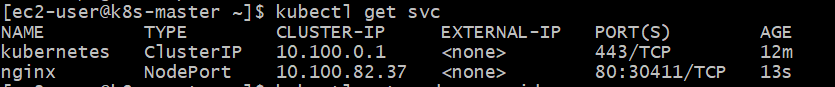 [ec2-user@k8s-master ~]$ kubectl get svc
NAME TYPE CLUSTER-IP EXTERNAL-IP PORT(S) AGE
kubernetes ClusterIP 10.100.0.1 <none> 443/TCP 12m
nginx NodePort 10.100.82.37 <none> 80:30411/TCP 13s